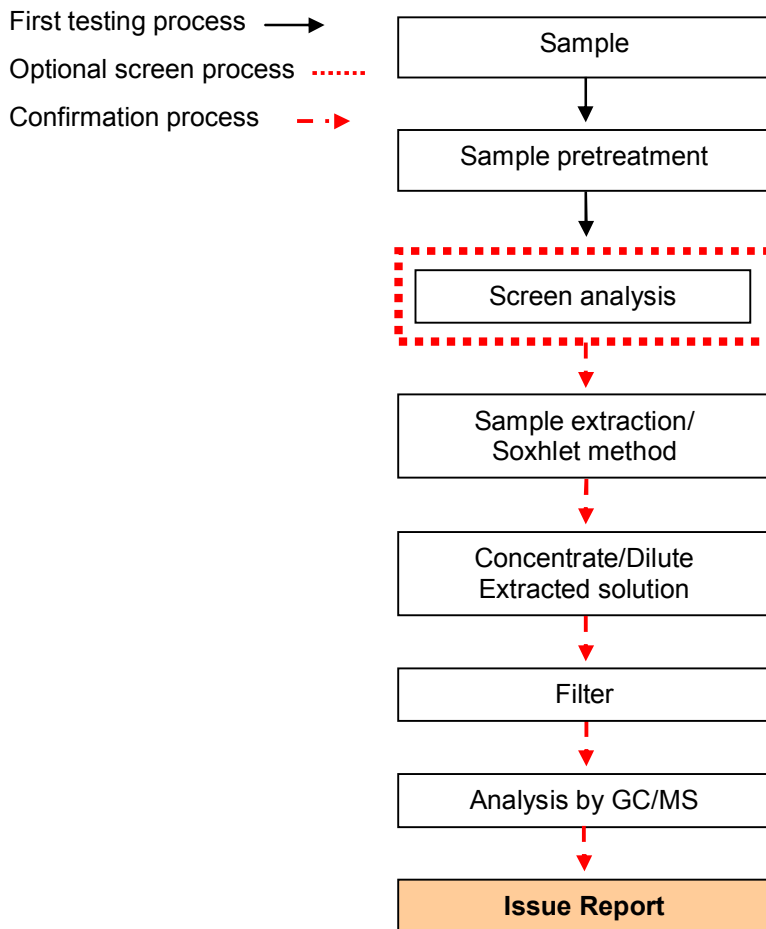 First testing process
Optional screen process
Confirmation process
Sample
Sample pretreatment
Screen analysis
Sample extraction/
Soxhlet method
Concentrate/Dilute
Extracted solution
Filter
Analysis by GC/MS
Issue Report